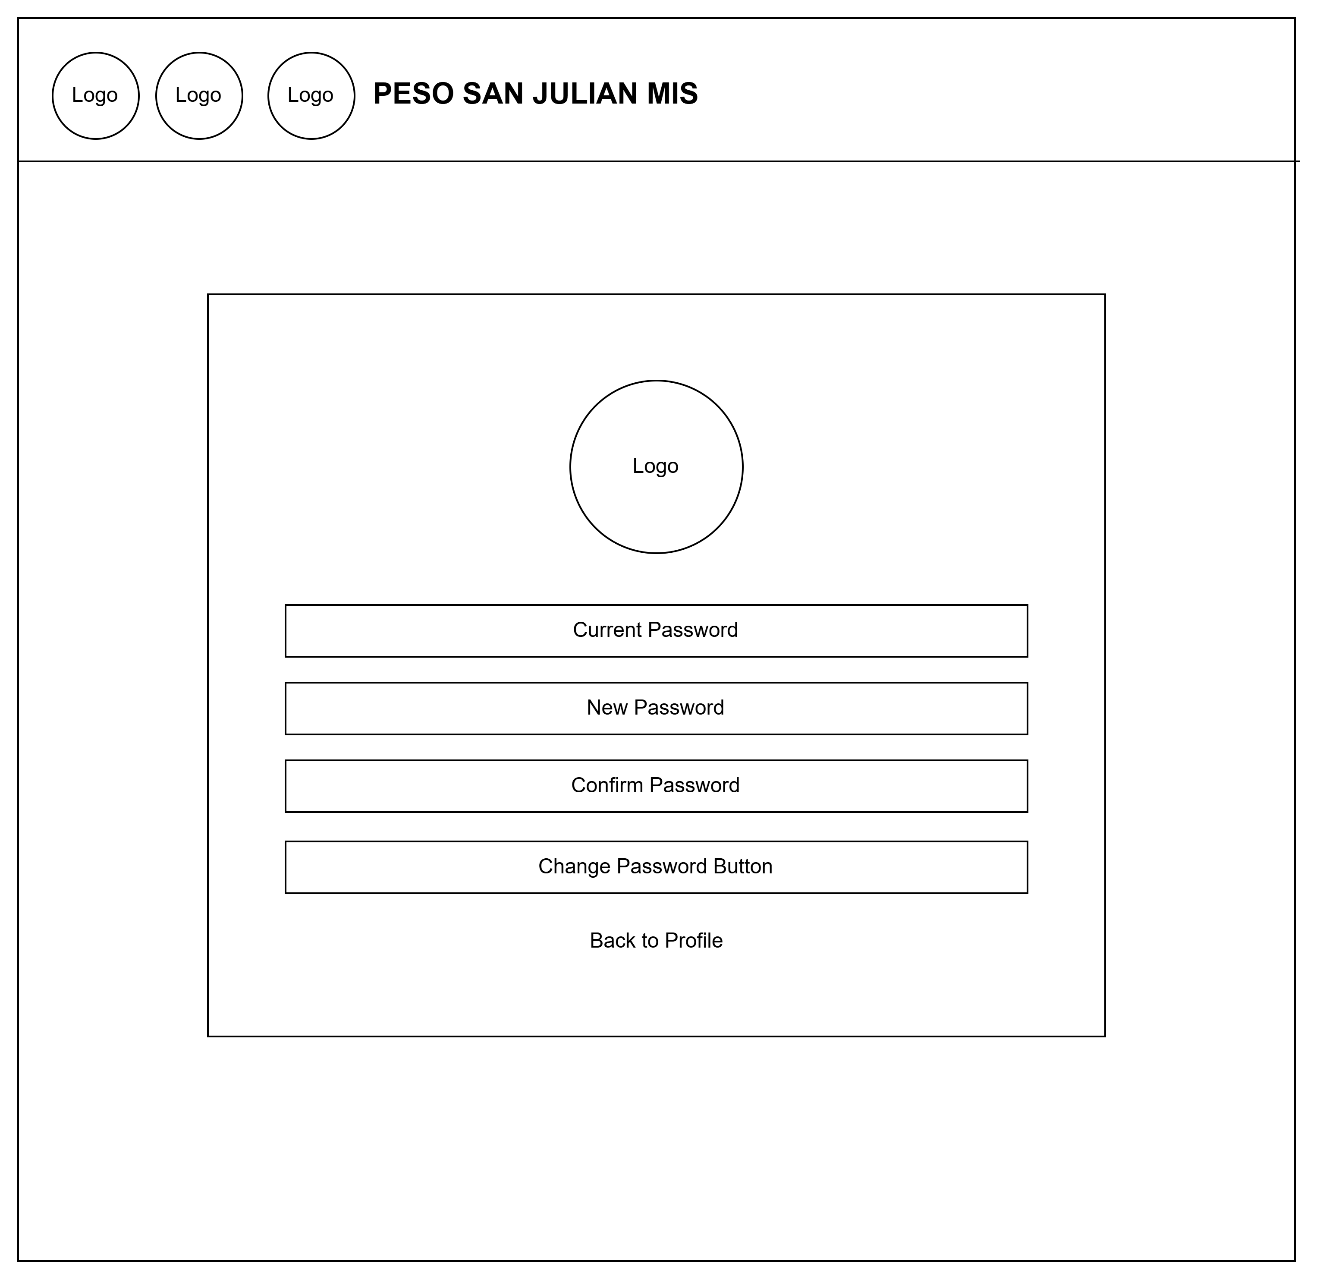 Logo Logo Logo PESO SAN JULIAN MIS
Logo
Current Password
New Password
Confirm Password
Change Password Button
Back to Profile